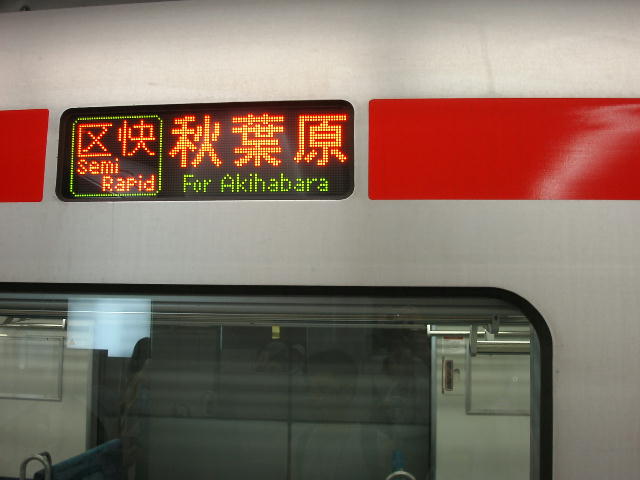 区快 秋葉原
Semi
Rapid For Akihabara